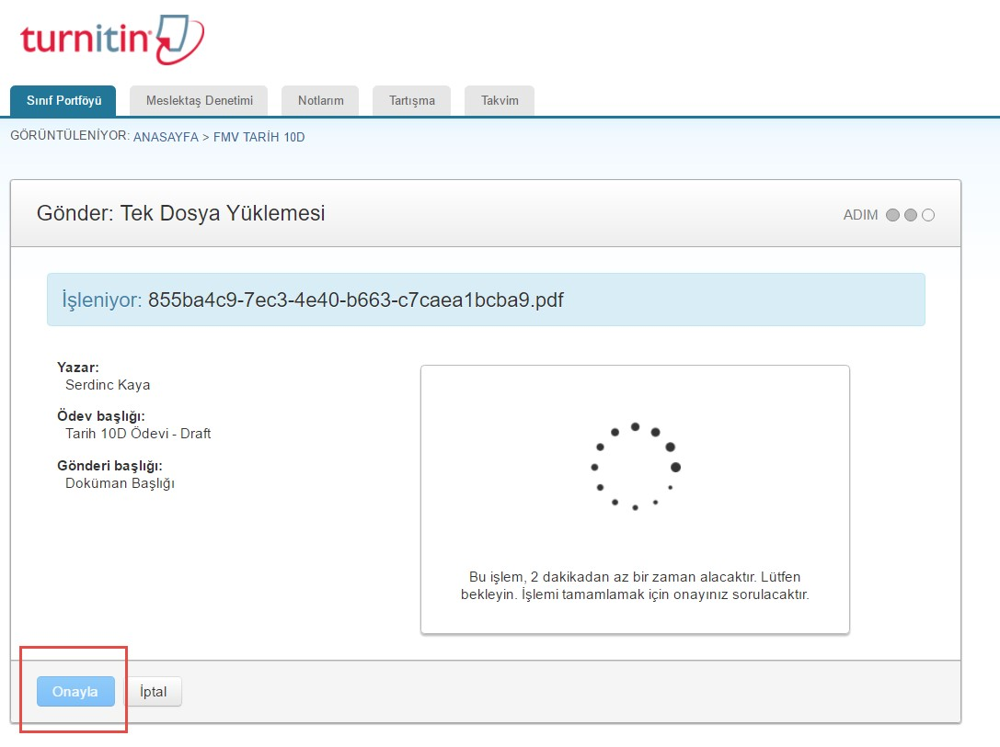 turnitin
Sınıf Portföyü Meslektaş Denetimi Notlarım Tartışma Takvim
GÖRÜNTÜLENİYOR: ANASAYFA > FMV TARİH 10D
Gönder: Tek Dosya Yüklemesi ADIM
İşleniyor: 855ba4c9-7ec3-4e40-b663-c7caea1bcba9.pdf
Yazar:
Serdinc Kaya
Ödev başlığı:
Tarih 10D Ödevi - Draft
Gönderi başlığı:
Doküman Başlığı
Bu işlem, 2 dakikadan az bir zaman alacaktır. Lütfen
bekleyin. İşlemi tamamlamak için onayınız sorulacaktır.
Onayla İptal